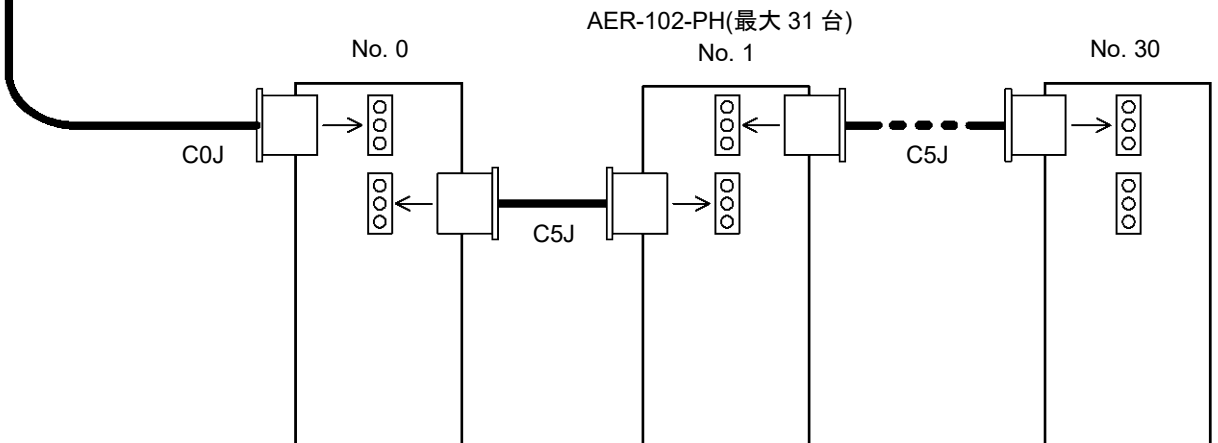 AER-102-PH(最大 31 台)
No. 0
No. 1
No. 30
C0J
C5J
C5J